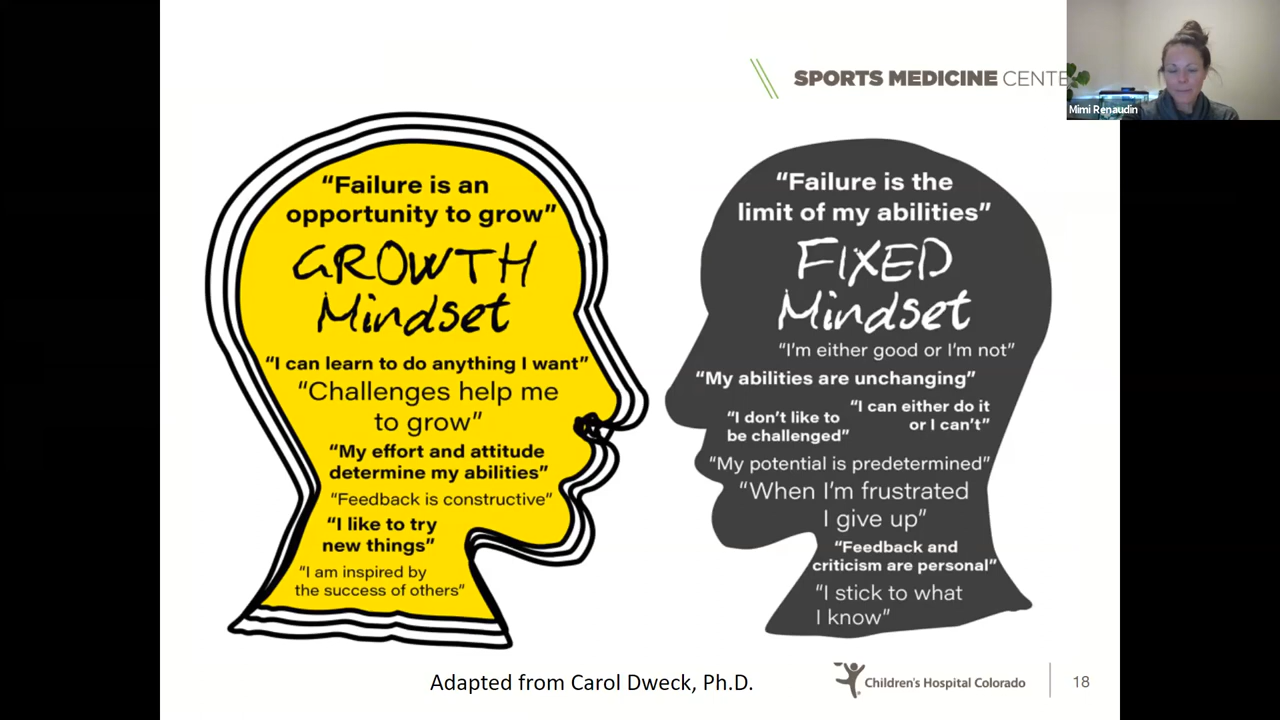 SPORTS MEDICINE CENTE
Mimi Renaudin
“Failure is an
opportunity to grow”
GROWTH
Mindset
“I can learn to do anything I want”
“Challenges help me
to grow”
“My effort and attitude
determine my abilities”
“Feedback is constructive”
“I like to try
new things”
“I am inspired by
the success of others”
“Failure is the
limit of my abilities”
FIXED
Mindset
“I’m either good or I’m not”
“My abilities are unchanging”
“I don’t like to
be challenged”
“I can either do it
or I can’t”
“My potential is predetermined”
“When I’m frustrated
I give up”
“Feedback and
criticism are personal”
“I stick to what
I know”
Adapted from Carol Dweck, Ph.D.
Children's Hospital Colorado
18